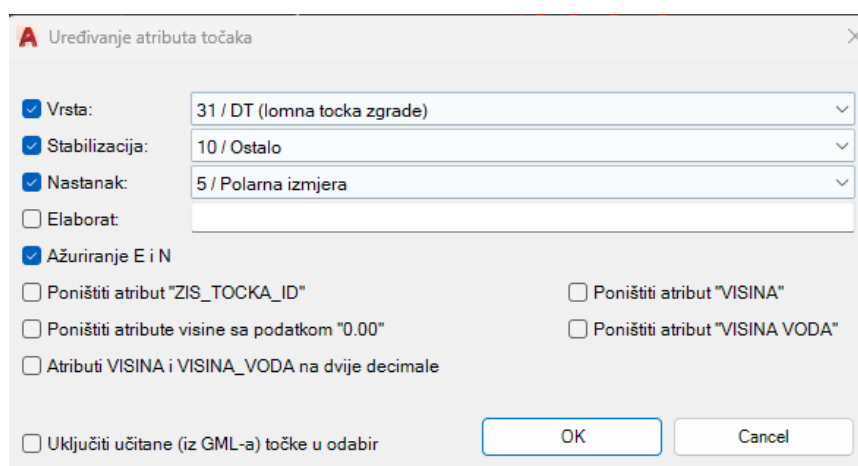 Uređivanje atributa točaka
Vrsta: 31 / DT (lomna tocka zgrade)
Stabilizacija: 10 / Ostalo
Nastanak: 5 / Polarna izmjera
Elaborat:
Ažuriranje E i N
Poništiti atribut "ZIS_TOCKA_ID" Poništiti atribut "VISINA"
Poništiti atribute visine sa podatkom "0.00" Poništiti atribut "VISINA VODA"
Atributi VISINA i VISINA_VODA na dvije decimale
Uključiti učitane (iz GML-a) točke u odabir OK Cancel